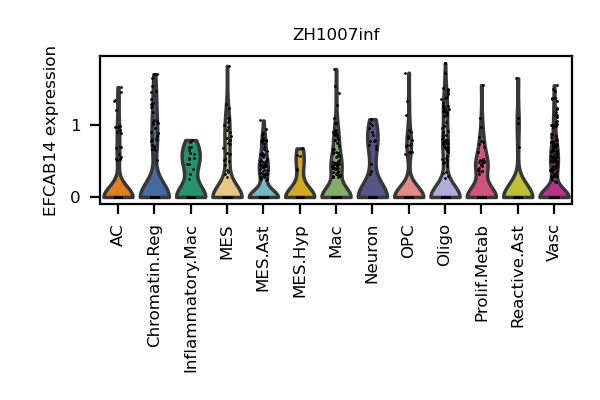 ZH1007inf
EFCAB14 expression
1
0
AC
Chromatin.Reg
Inflammatory.Mac
MES
MES.Ast
MES.Hyp
Mac
Neuron
OPC
Oligo
Prolif.Metab
Reactive.Ast
Vasc